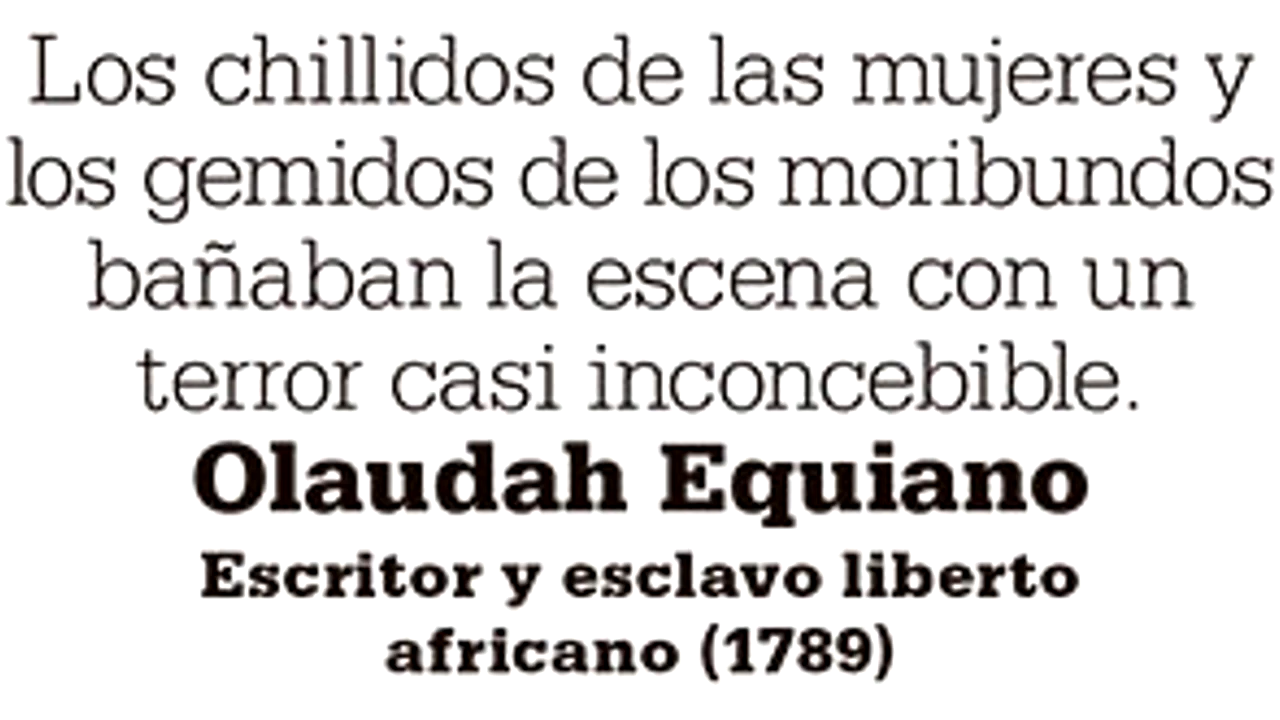 Los chillidos de las mujeres y
los gemidos de los moribundos
bañaban la escena con un
terror casi inconcebible.
Olaudah Equiano
Escritor y esclavo liberto
africano (1789)